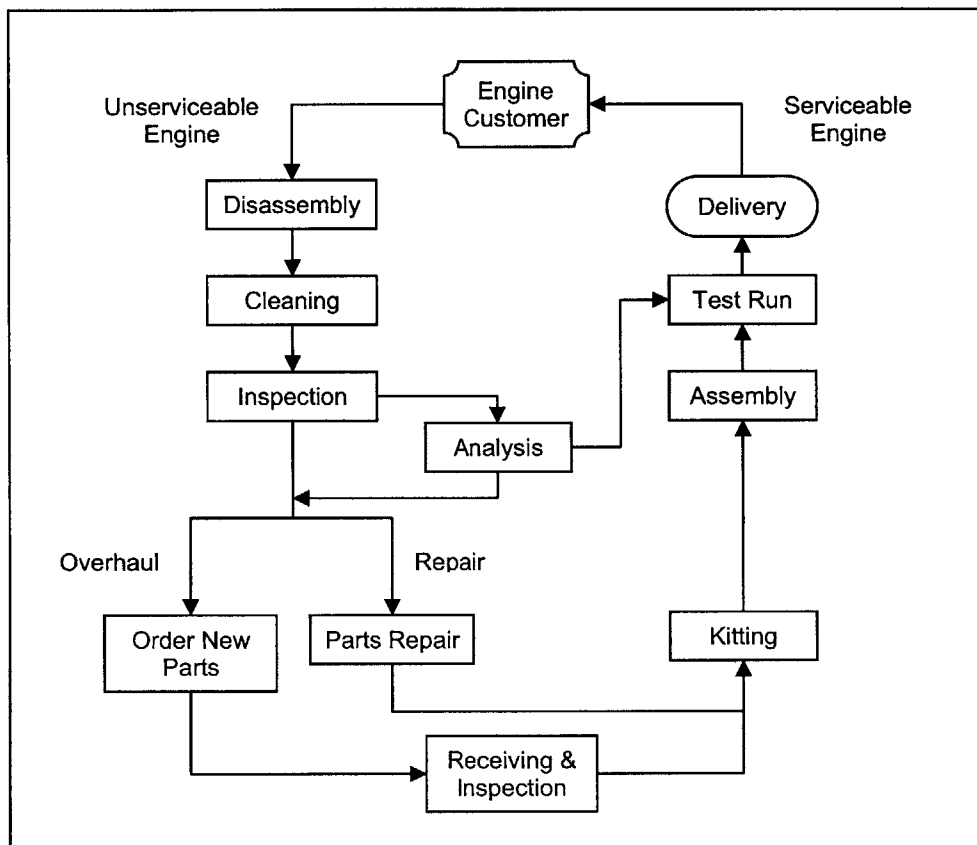 Engine
Customer
Unserviceable
Engine
Serviceable
Engine
Disassembly
Delivery
Cleaning
Test Run
Inspection
Assembly
Analysis
Overhaul
Repair
Order New
Parts
Parts Repair
Kitting
Receiving &
Inspection